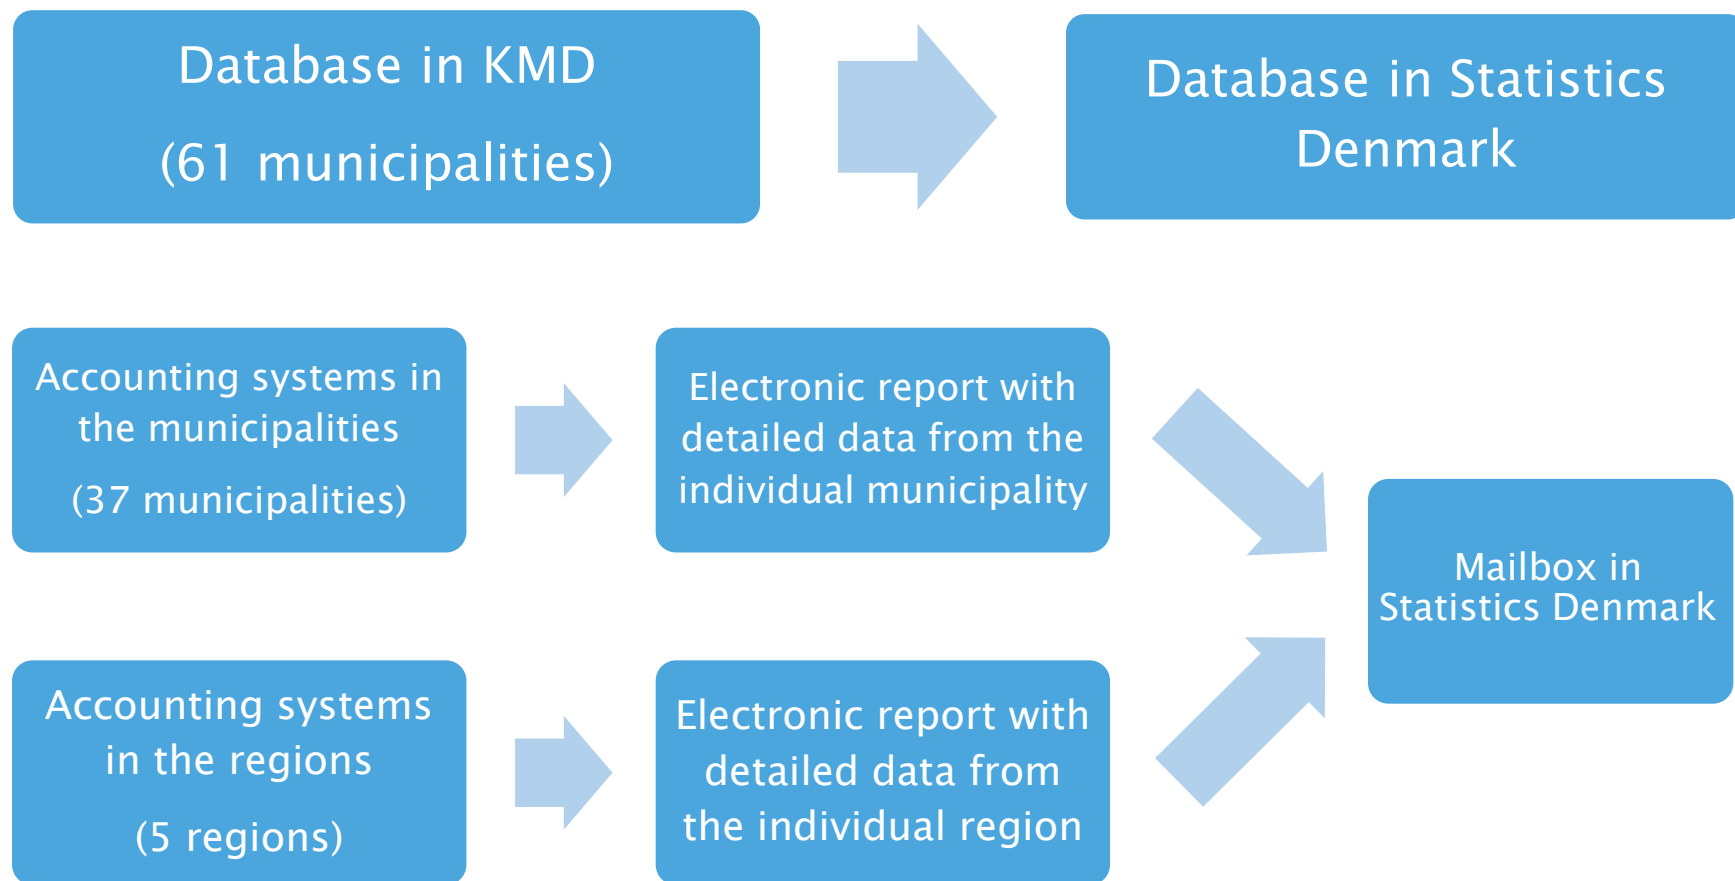 Database in KMD
(61 municipalities)
Database in Statistics
Denmark
Accounting systems in
the municipalities
(37 municipalities)
Electronic report with
detailed data from the
individual municipality
Mailbox in
Statistics Denmark
Accounting systems
in the regions
(5 regions)
Electronic report with
detailed data from
the individual region